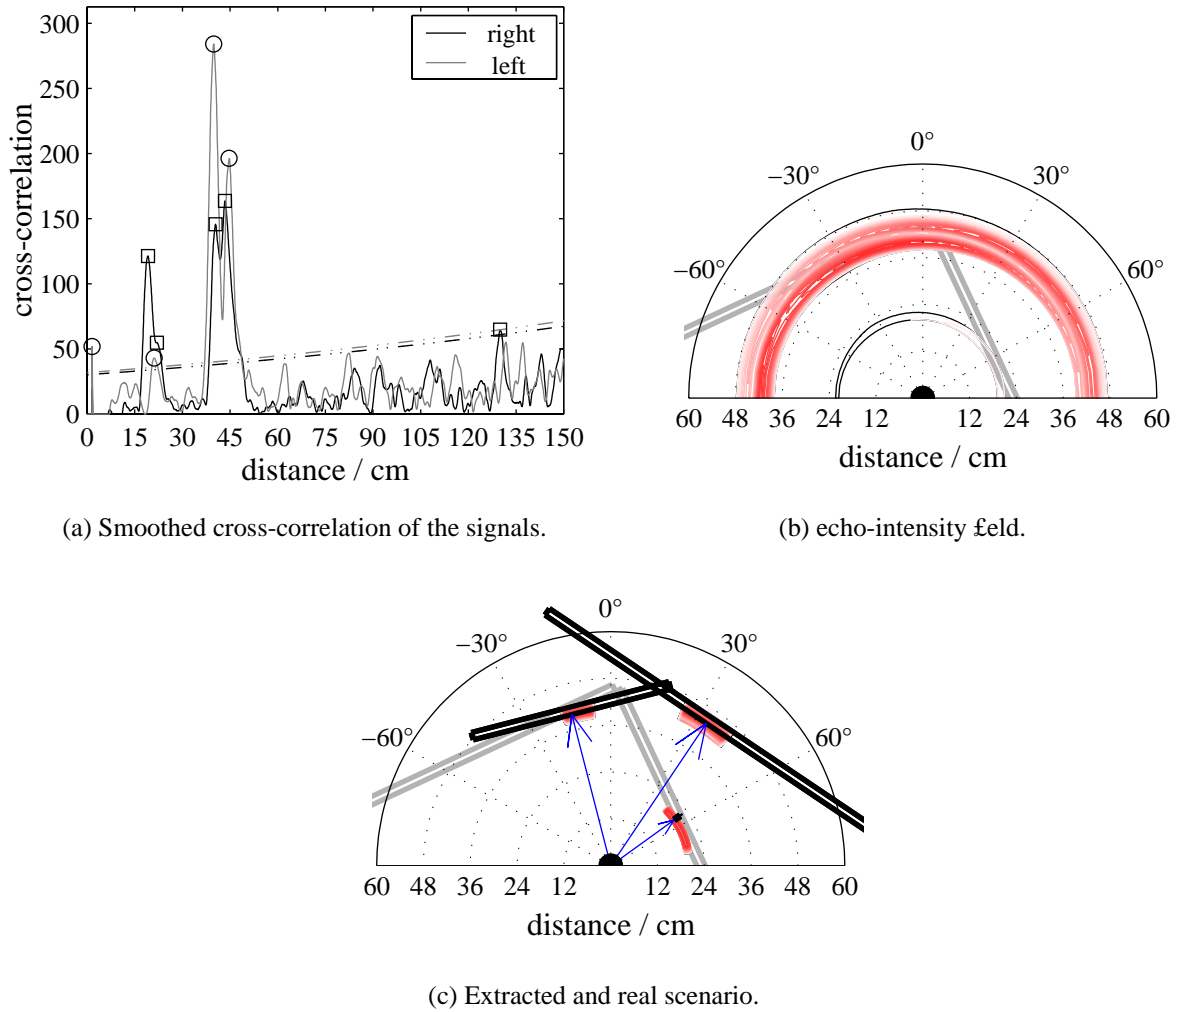 300
250
200
150
100
50
0
cross-correlation
right
left
0 15 30 45 60 75 90 105 120 135 150
distance / cm
(a) Smoothed cross-correlation of the signals.
0°
−30° 30°
−60° 60°
60 48 36 24 12 12 24 36 48 60
distance / cm
(b) echo-intensity £eld.
0°
−30° 30°
−60° 60°
60 48 36 24 12 12 24 36 48 60
distance / cm
(c) Extracted and real scenario.